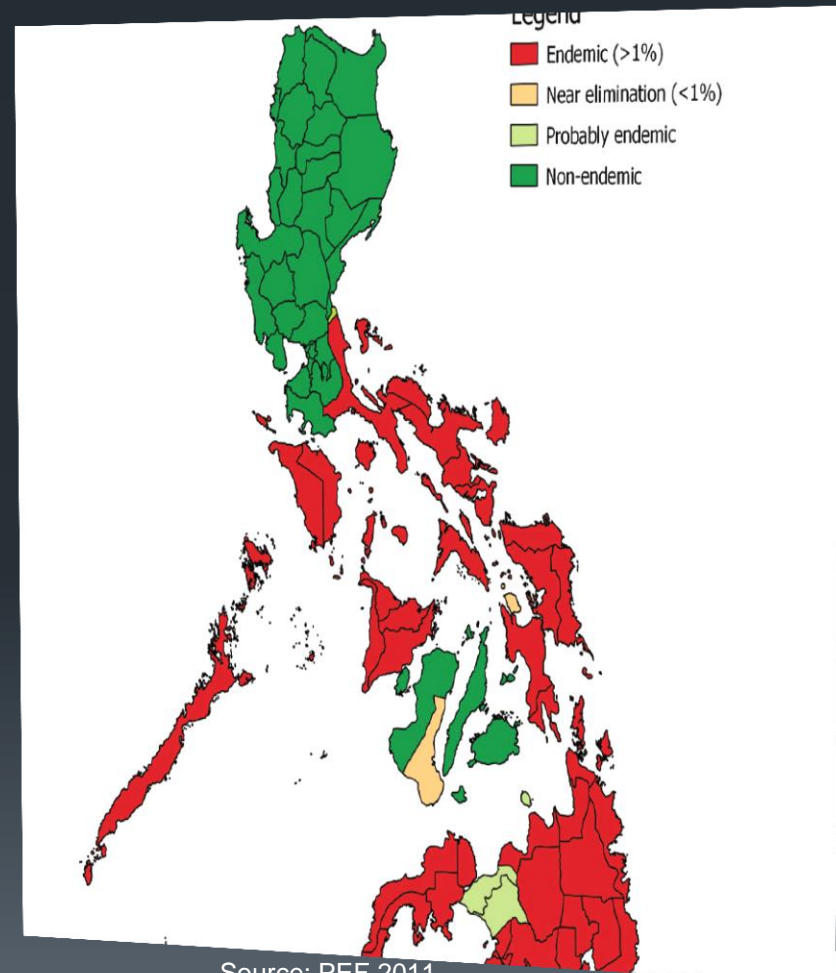 Legend
Endemic (>1%)
Near elimination (<1%)
Probably endemic
Non-endemic
Source: PEF 2011